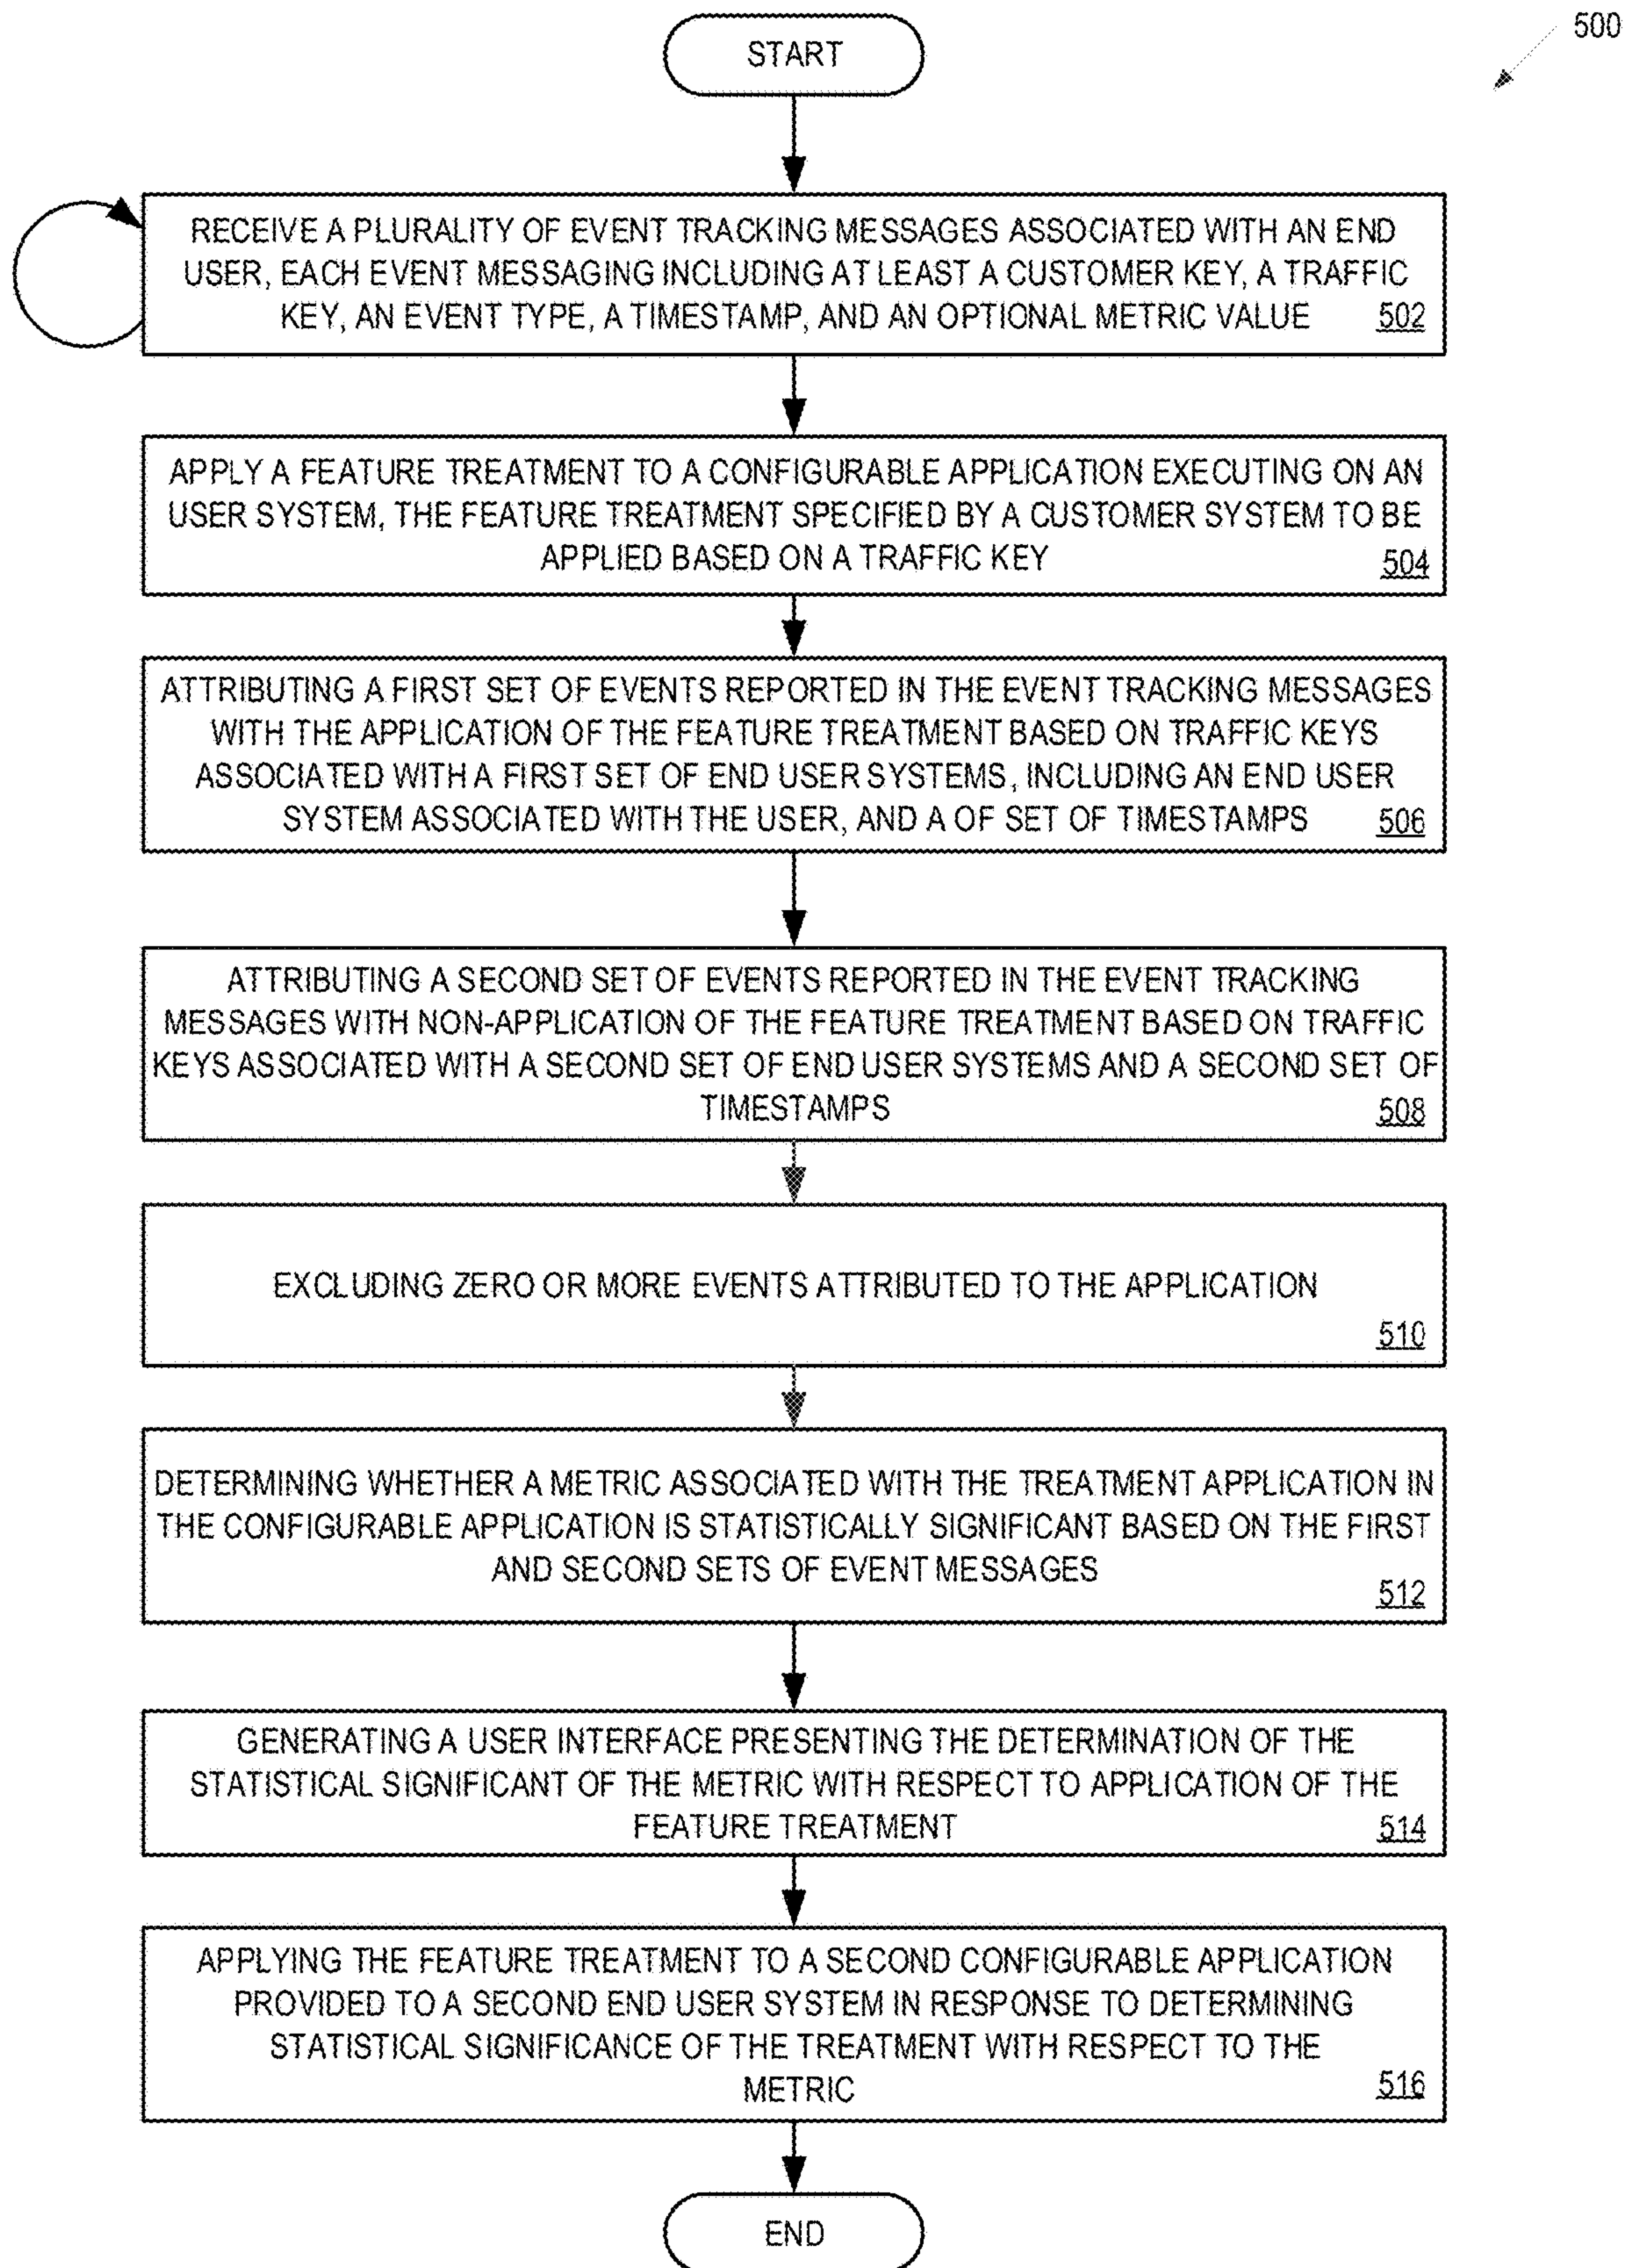 500
START
RECEIVE A PLURALITY OF EVENT TRACKING MESSAGES ASSOCIATED WITH AN END
USER, EACH EVENT MESSAGING INCLUDING AT LEAST A CUSTOMER KEY, A TRAFFIC
KEY, AN EVENT TYPE, A TIMESTAMP, AND AN OPTIONAL METRIC VALUE 502
APPLY A FEATURE TREATMENT TO A CONFIGURABLE APPLICATION EXECUTING ON AN
USER SYSTEM, THE FEATURE TREATMENT SPECIFIED BY A CUSTOMER SYSTEM TO BE
APPLIED BASED ON A TRAFFIC KEY 504
ATTRIBUTING A FIRST SET OF EVENTS REPORTED IN THE EVENT TRACKING MESSAGES
WITH THE APPLICATION OF THE FEATURE TREATMENT BASED ON TRAFFIC KEYS
ASSOCIATED WITH A FIRST SET OF END USER SYSTEMS, INCLUDING AN END USER
SYSTEM ASSOCIATED WITH THE USER, AND A OF SET OF TIMESTAMPS 506
ATTRIBUTING A SECOND SET OF EVENTS REPORTED IN THE EVENT TRACKING
MESSAGES WITH NON-APPLICATION OF THE FEATURE TREATMENT BASED ON TRAFFIC
KEYS ASSOCIATED WITH A SECOND SET OF END USER SYSTEMS AND A SECOND SET OF
TIMESTAMPS 508
EXCLUDING ZERO OR MORE EVENTS ATTRIBUTED TO THE APPLICATION
510
DETERMINING WHETHER A METRIC ASSOCIATED WITH THE TREATMENT APPLICATION IN
THE CONFIGURABLE APPLICATION IS STATISTICALLY SIGNIFICANT BASED ON THE FIRST
AND SECOND SETS OF EVENT MESSAGES
512
GENERATING A USER INTERFACE PRESENTING THE DETERMINATION OF THE
STATISTICAL SIGNIFICANT OF THE METRIC WITH RESPECT TO APPLICATION OF THE
FEATURE TREATMENT 514
APPLYING THE FEATURE TREATMENT TO A SECOND CONFIGURABLE APPLICATION
PROVIDED TO A SECOND END USER SYSTEM IN RESPONSE TO DETERMINING
STATISTICAL SIGNIFICANCE OF THE TREATMENT WITH RESPECT TO THE
METRIC 516
END